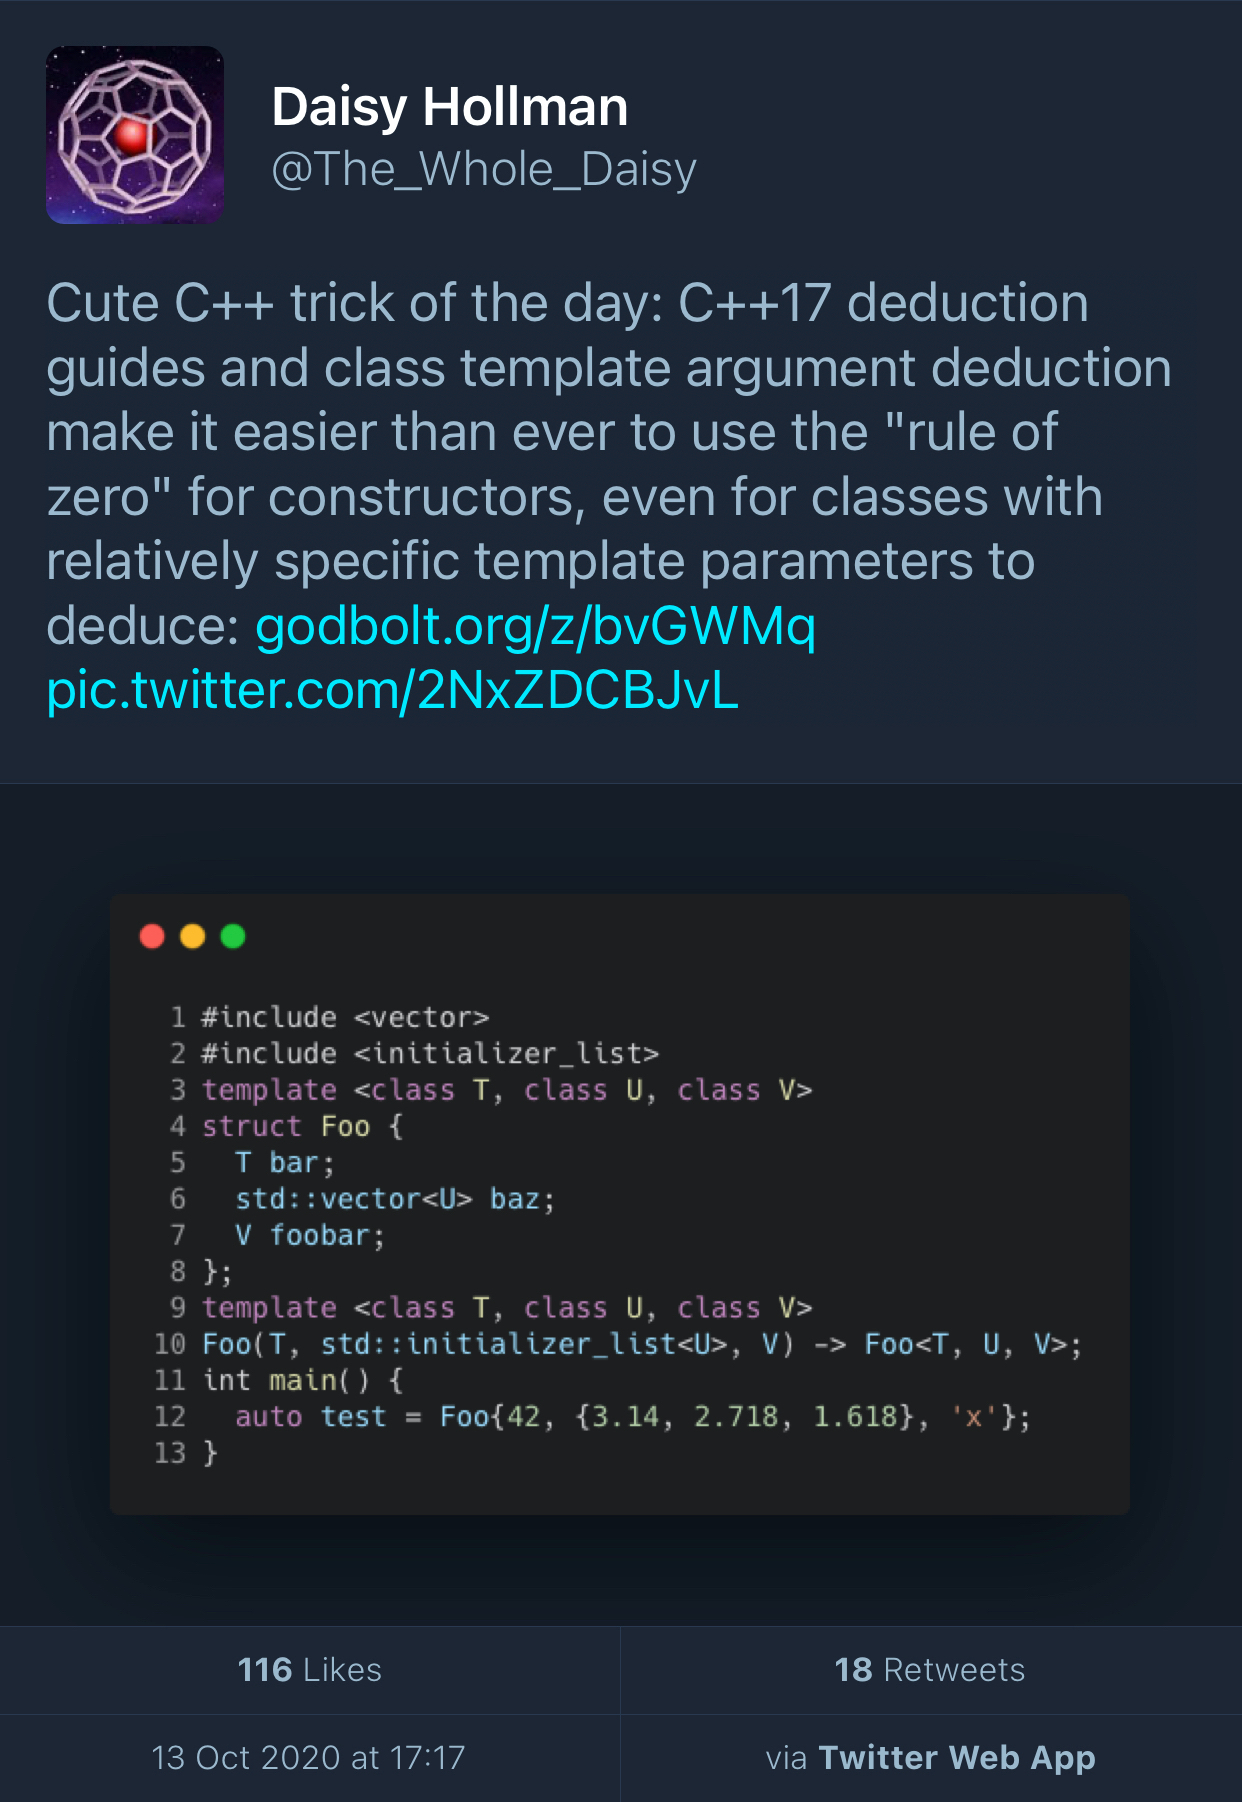 Daisy Hollman
@The_Whole_Daisy
Cute C++ trick of the day: C++17 deduction
guides and class template argument deduction
make it easier than ever to use the "rule of
zero" for constructors, even for classes with
relatively specific template parameters to
deduce: godbolt.org/z/bvGWMq
pic.twitter.com/2NxZDCBJvL
1 #include <vector>
2 #include <initializer_list>
3 template <class T, class U, class V>
4 struct Foo {
5   T bar;
6   std::vector<U> baz;
7   V foobar;
8 };
9 template <class T, class U, class V>
10 Foo(T, std::initializer_list<U>, V) -> Foo<T, U, V>;
11 int main() {
12   auto test = Foo{42, {3.14, 2.718, 1.618}, 'x'};
13 }
116 Likes
18 Retweets
13 Oct 2020 at 17:17
via Twitter Web App